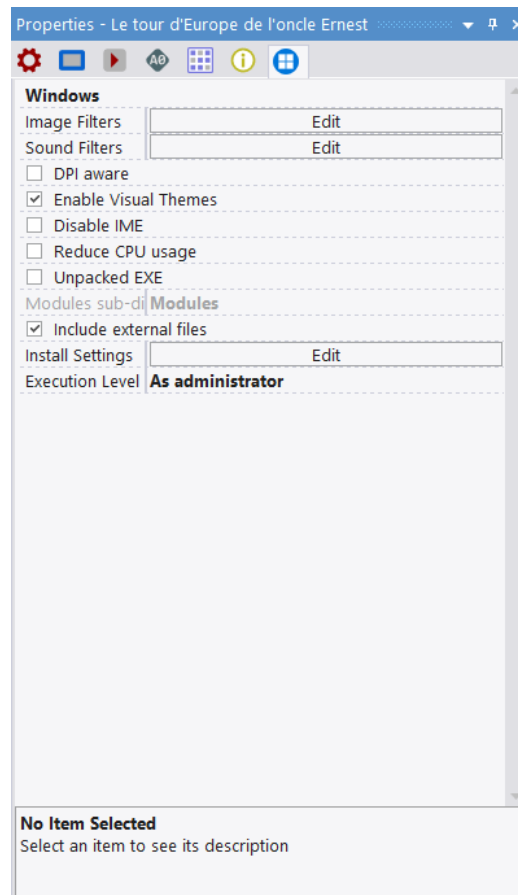 Properties - Le tour d'Europe de l'oncle Ernest
A0
Windows
Image Filters Edit
Sound Filters Edit
DPI aware
Enable Visual Themes
Disable IME
Reduce CPU usage
Unpacked EXE
Modules sub-di Modules
Include external files
Install Settings Edit
Execution Level As administrator
No Item Selected
Select an item to see its description